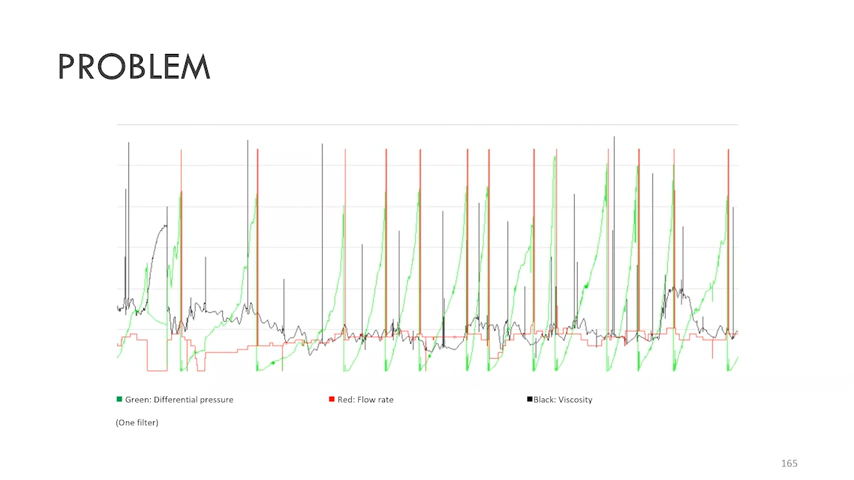 PROBLEM
Green: Differential pressure
Red: Flow rate
Black: Viscosity
(One filter)
165